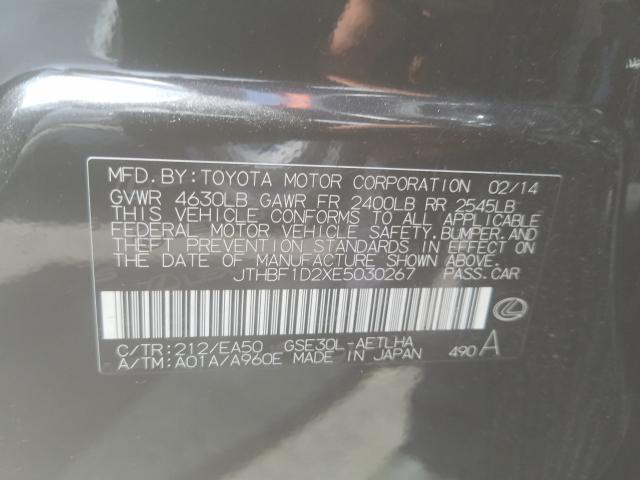 MFD. BY: TOYOTA MOTOR CORPORATION 02/14
GVWR 4630LB GAWR FR 2400LB RR 2545LB
THIS VEHICLE CONFORMS TO ALL APPLICABLE
FEDERAL MOTOR VEHICLE SAFETY, BUMPER, AND
THEFT PREVENTION STANDARDS IN EFFECT ON
THE DATE OF MANUFACTURE SHOWN ABOVE.
JTHBF1D2XE5030267 PASS. CAR
C/TR: 212/EA50 GSE30L-AETLHA
A/TM: A01A/A960E MADE IN JAPAN 490 A